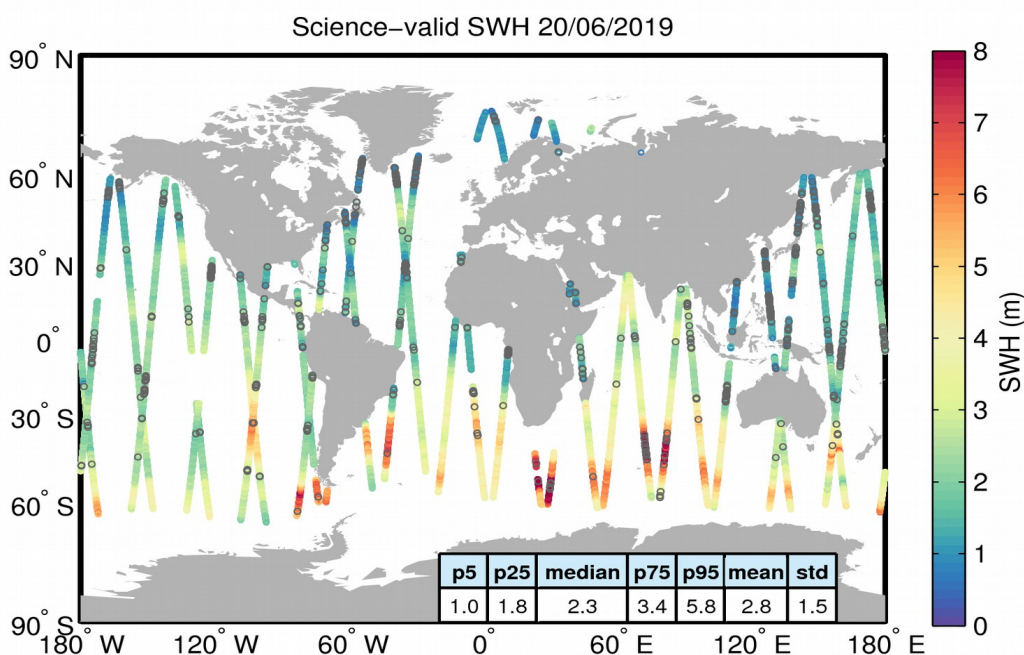 Science−valid SWH 20/06/2019
90° N
60° N
30° N
0°
30° S
60° S
90° S
180° W
120° W
60° W
0°
60° E
120° E
180° E
p5 p25 median p75 p95 mean std
1.0 1.8 2.3 3.4 5.8 2.8 1.5
8
7
6
5
4
3
2
1
0
SWH (m)